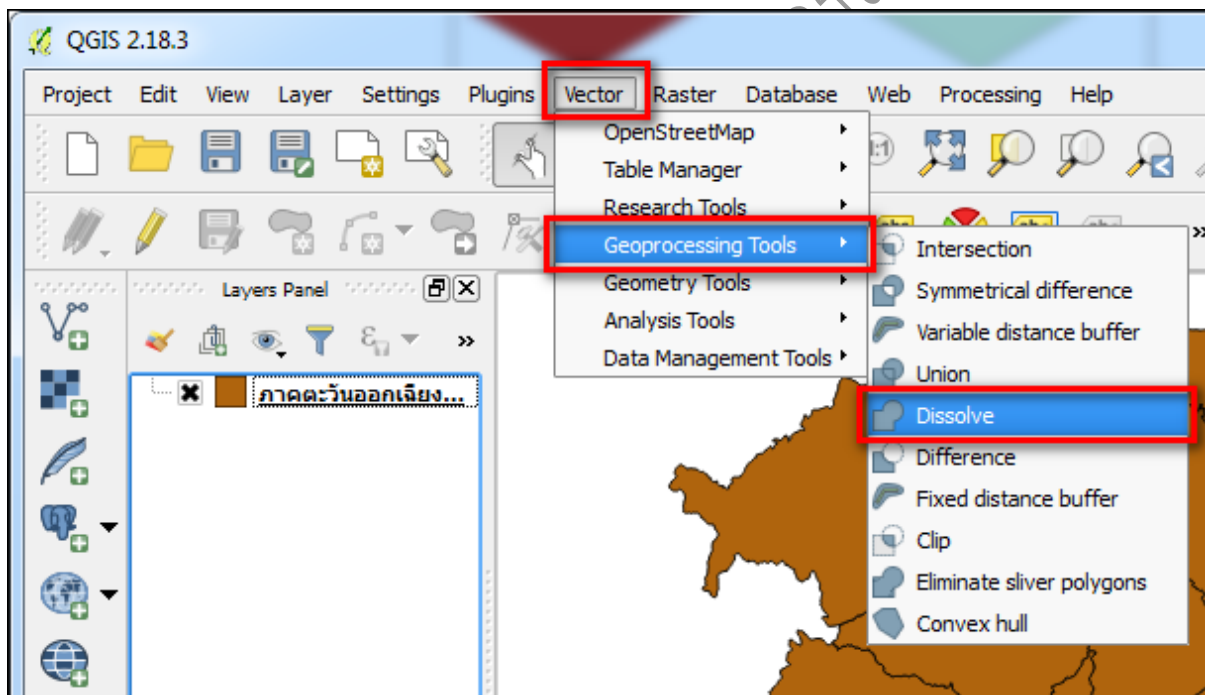 QGIS 2.18.3
Project Edit View Layer Settings Plugins Vector Raster Database Web Processing Help
OpenStreetMap
Table Manager
Research Tools
Geoprocessing Tools
Geometry Tools
Analysis Tools
Data Management Tools
Intersection
Symmetrical difference
Variable distance buffer
Union
Dissolve
Difference
Fixed distance buffer
Clip
Eliminate sliver polygons
Convex hull
Layers Panel
ภาคตะวันออกเฉียง...